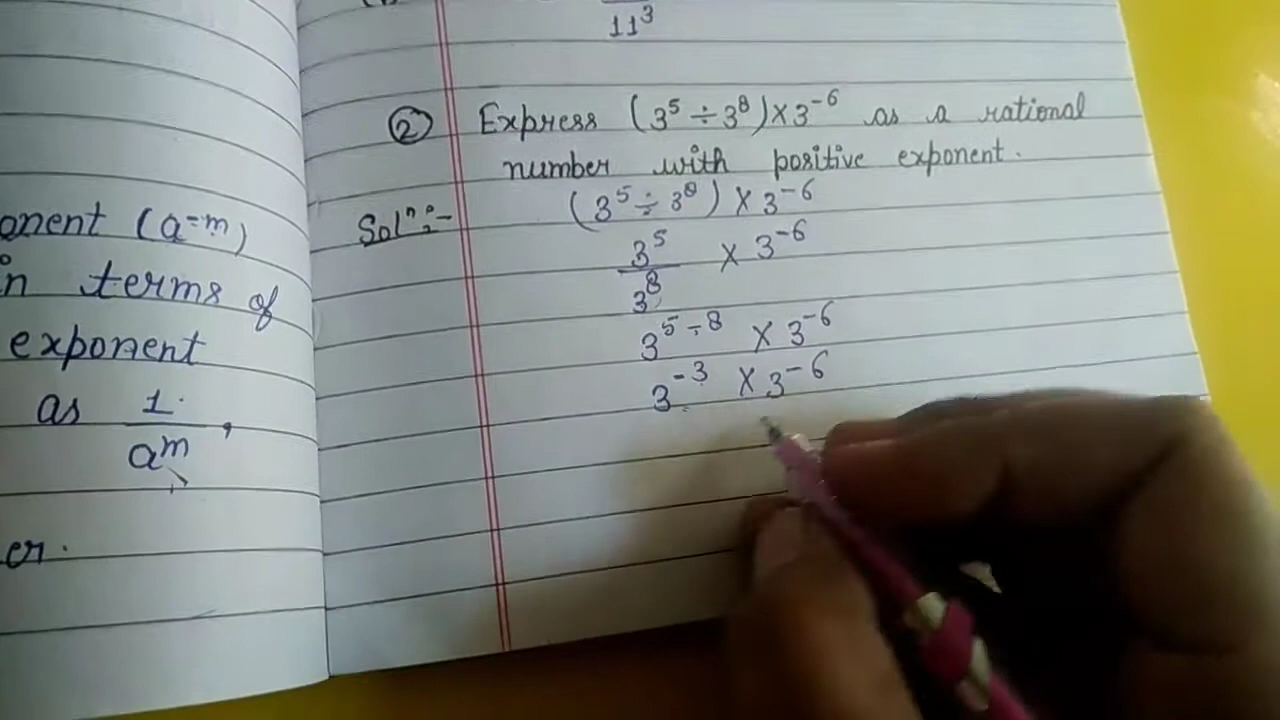 onent (a⁻ᵐ)
in terms of
exponent
as 1/aᵐ,
er.
11³
② Express (3⁵ ÷ 3⁸) × 3⁻⁶ as a rational
number with positive exponent.
Solⁿ:- (3⁵ ÷ 3⁸) × 3⁻⁶
3⁵/3⁸ × 3⁻⁶
3⁵⁻⁸ × 3⁻⁶
3⁻³ × 3⁻⁶